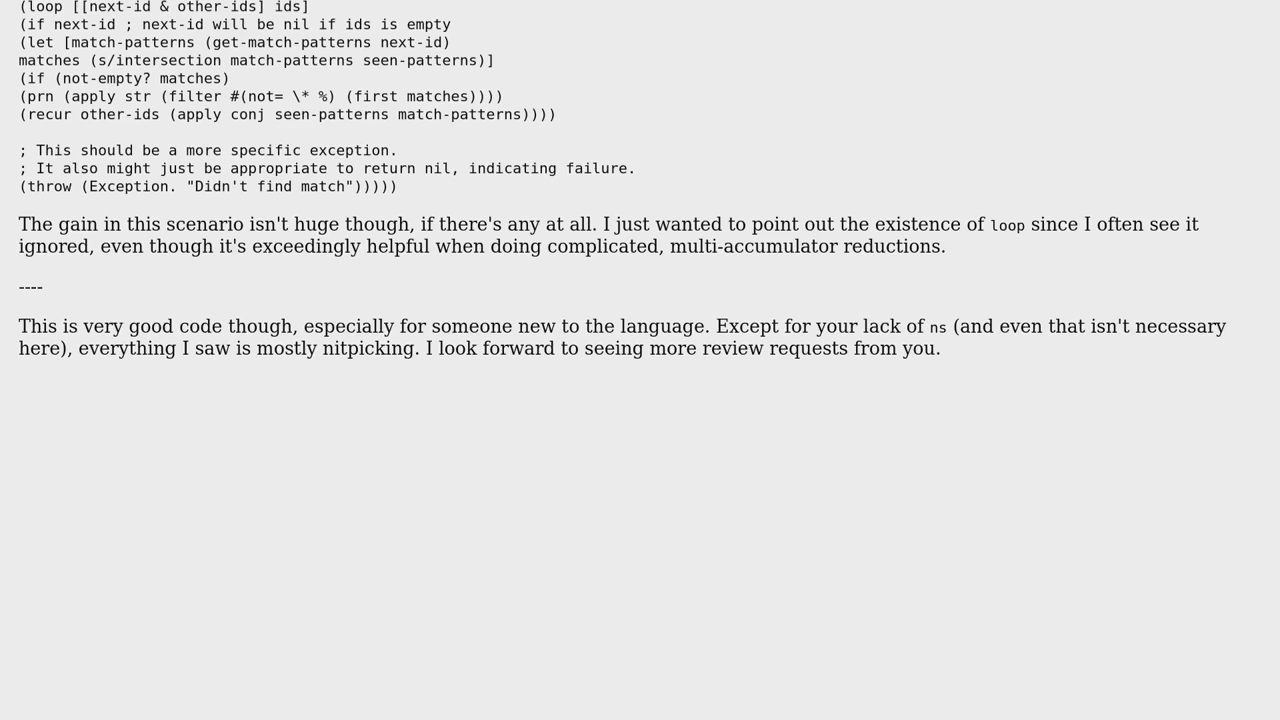 (loop [[next-id & other-ids] ids]
(if next-id ; next-id will be nil if ids is empty
(let [match-patterns (get-match-patterns next-id)
matches (s/intersection match-patterns seen-patterns)]
(if (not-empty? matches)
(prn (apply str (filter #(not= \* %) (first matches))))
(recur other-ids (apply conj seen-patterns match-patterns))))

; This should be a more specific exception.
; It also might just be appropriate to return nil, indicating failure.
(throw (Exception. "Didn't find match")))))

The gain in this scenario isn't huge though, if there's any at all. I just wanted to point out the existence of loop since I often see it
ignored, even though it's exceedingly helpful when doing complicated, multi-accumulator reductions.

----

This is very good code though, especially for someone new to the language. Except for your lack of ns (and even that isn't necessary
here), everything I saw is mostly nitpicking. I look forward to seeing more review requests from you.